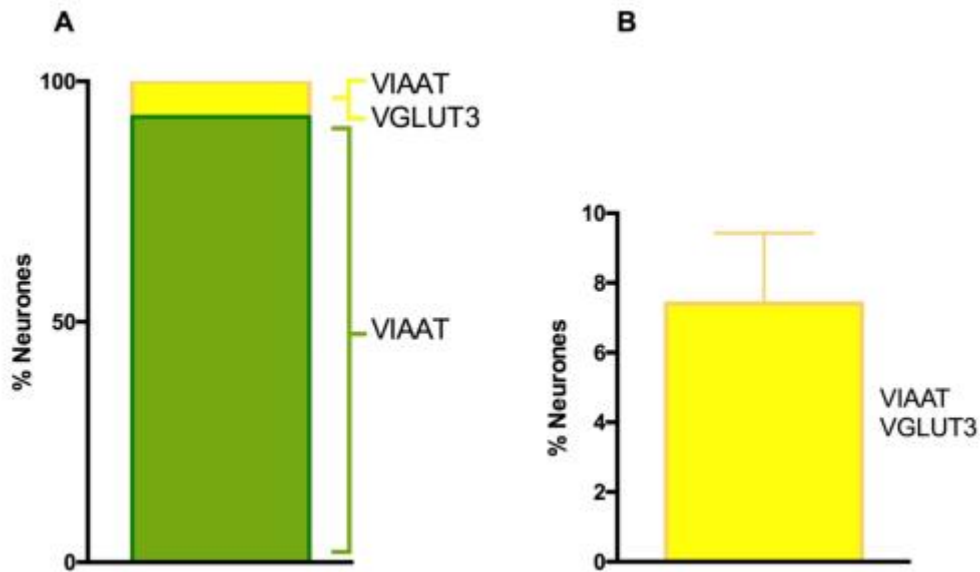 A
% Neurones
100
50
0
VIAAT
VGLUT3
VIAAT
B
% Neurones
10
8
6
4
2
0
VIAAT
VGLUT3